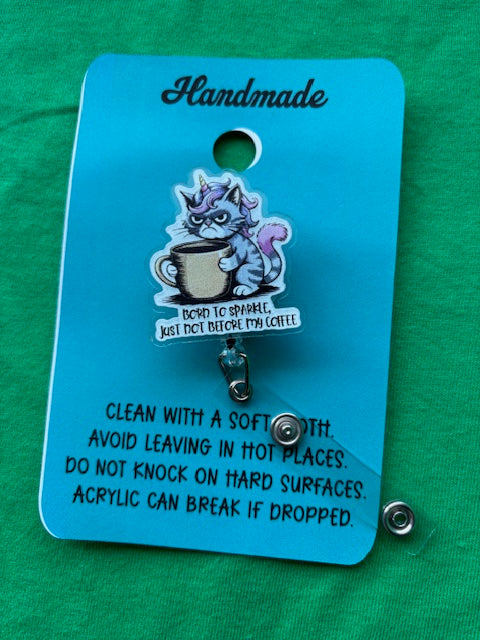 Handmade
BORN TO SPARKLE,
JUST NOT BEFORE MY COFFEE
CLEAN WITH A SOFT OTH.
AVOID LEAVING IN HOT PLACES.
DO NOT KNOCK ON HARD SURFACES.
ACRYLIC CAN BREAK IF DROPPED.